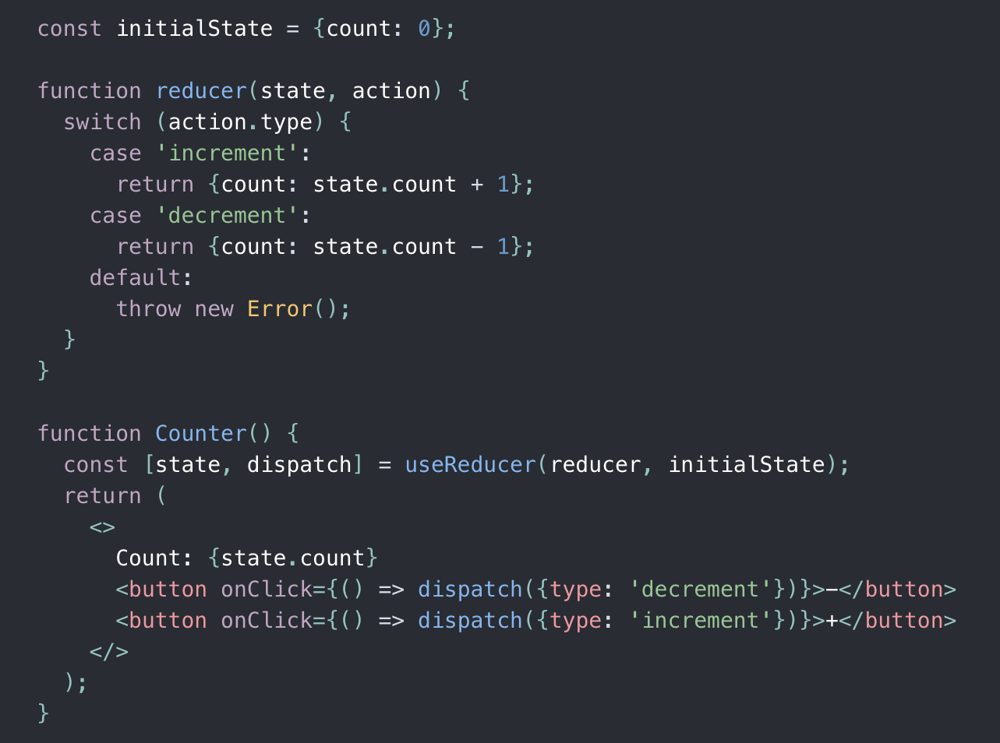 const initialState = {count: 0};

function reducer(state, action) {
  switch (action.type) {
    case 'increment':
      return {count: state.count + 1};
    case 'decrement':
      return {count: state.count - 1};
    default:
      throw new Error();
  }
}

function Counter() {
  const [state, dispatch] = useReducer(reducer, initialState);
  return (
    <>
      Count: {state.count}
      <button onClick={() => dispatch({type: 'decrement'})}>-</button>
      <button onClick={() => dispatch({type: 'increment'})}>+</button>
    </>
  );
}